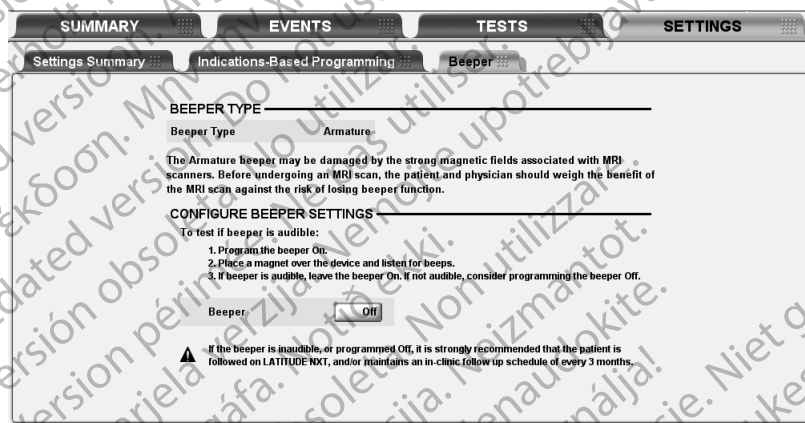 SUMMARY EVENTS TESTS SETTINGS
Settings Summary Indications-Based Programming Beeper
BEEPER TYPE
Beeper Type Armature
The Armature beeper may be damaged by the strong magnetic fields associated with MRI
scanners. Before undergoing an MRI scan, the patient and physician should weigh the benefit of
the MRI scan against the risk of losing beeper function.
CONFIGURE BEEPER SETTINGS
To test if beeper is audible:
1. Program the beeper On.
2. Place a magnet over the device and listen for beeps.
3. If beeper is audible, leave the beeper On. If not audible, consider programming the beeper Off.
Beeper Off
If the beeper is inaudible, or programmed Off, it is strongly recommended that the patient is
followed on LATITUDE NXT, and/or maintains an in-clinic follow up schedule of every 3 months.